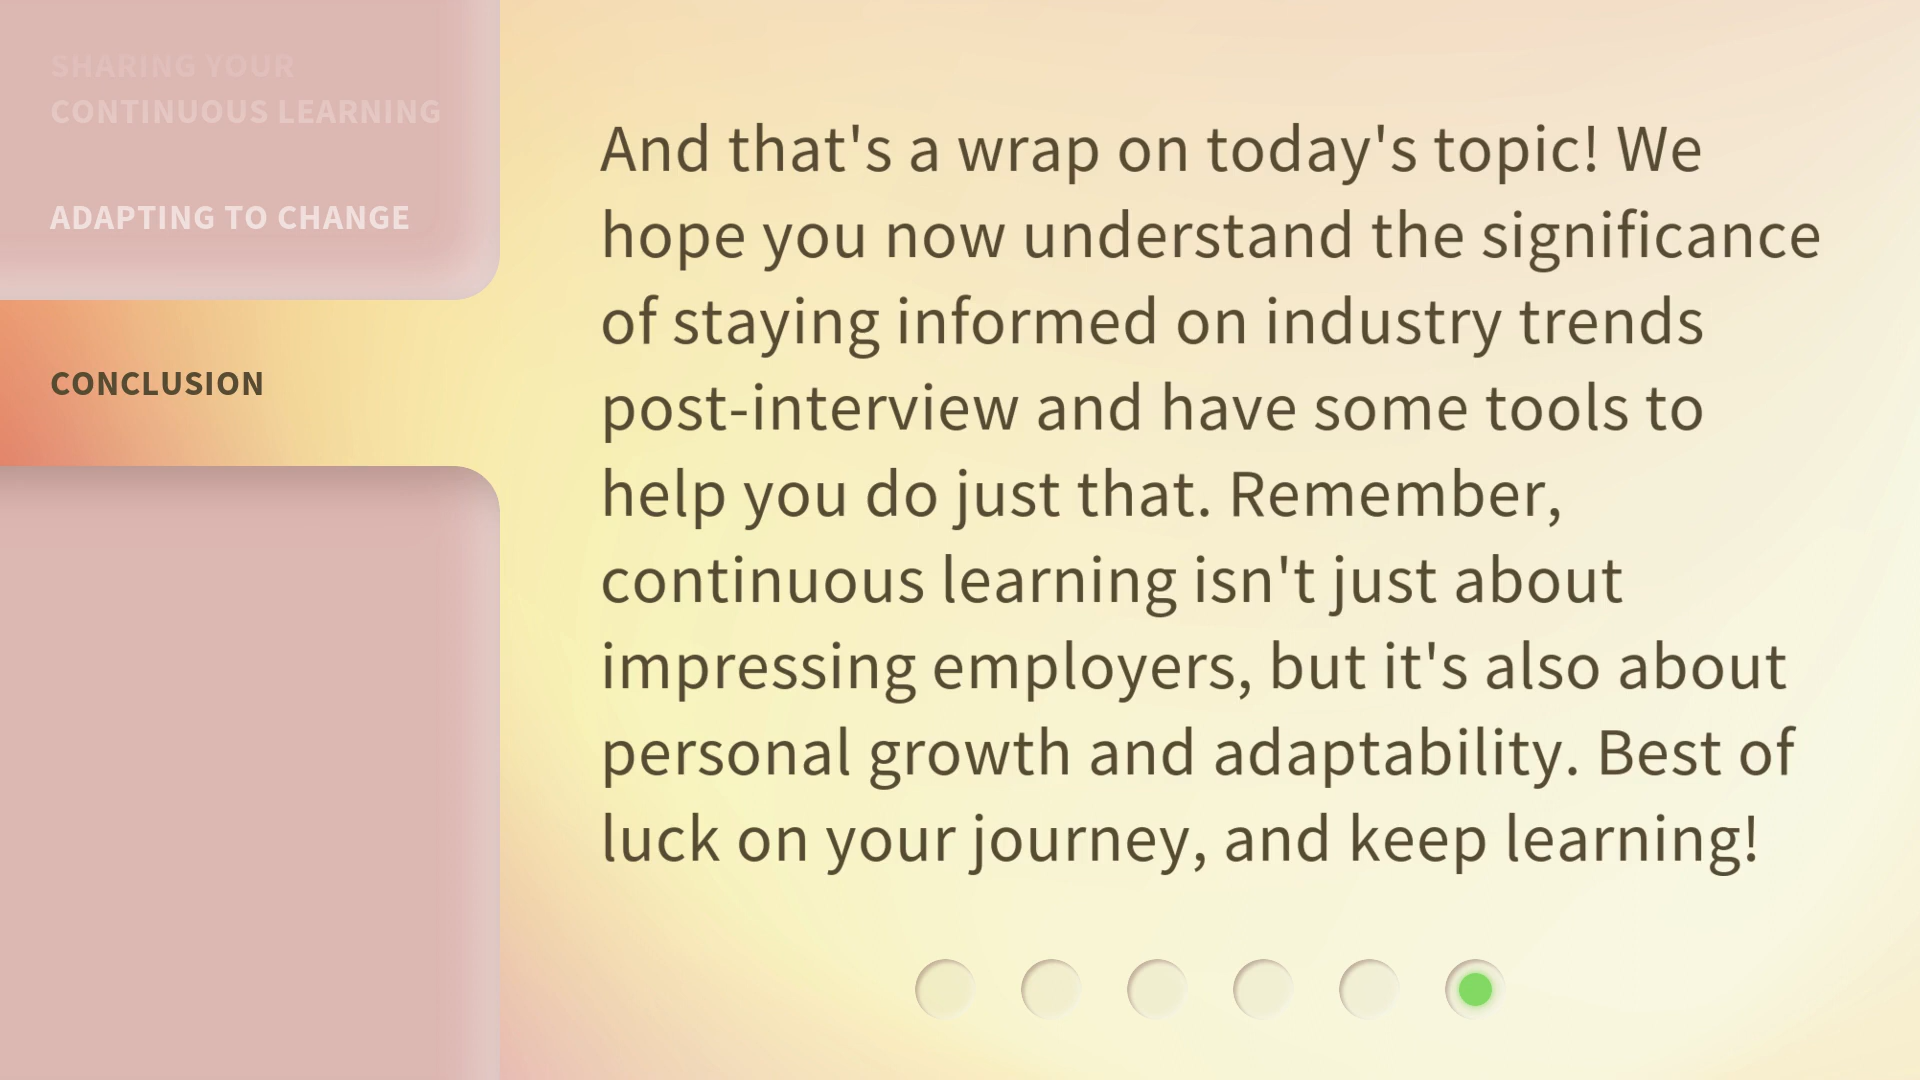 SHARING YOUR
CONTINUOUS LEARNING
ADAPTING TO CHANGE
CONCLUSION
And that's a wrap on today's topic! We
hope you now understand the significance
of staying informed on industry trends
post-interview and have some tools to
help you do just that. Remember,
continuous learning isn't just about
impressing employers, but it's also about
personal growth and adaptability. Best of
luck on your journey, and keep learning!